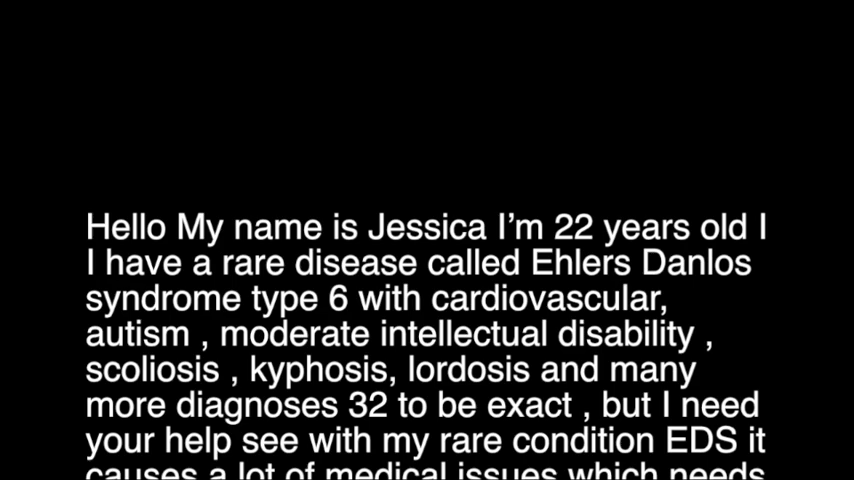 Hello My name is Jessica I’m 22 years old I
I have a rare disease called Ehlers Danlos
syndrome type 6 with cardiovascular,
autism , moderate intellectual disability ,
scoliosis , kyphosis, lordosis and many
more diagnoses 32 to be exact , but I need
your help see with my rare condition EDS it
causes a lot of medical issues which needs